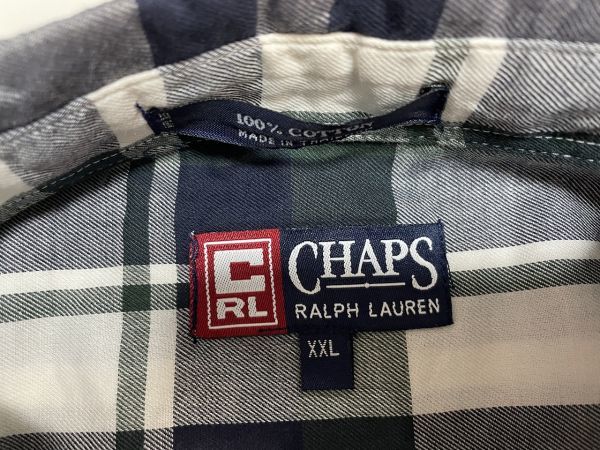 100% COTTON
MADE IN
C
RL
CHAPS
RALPH LAUREN
XXL